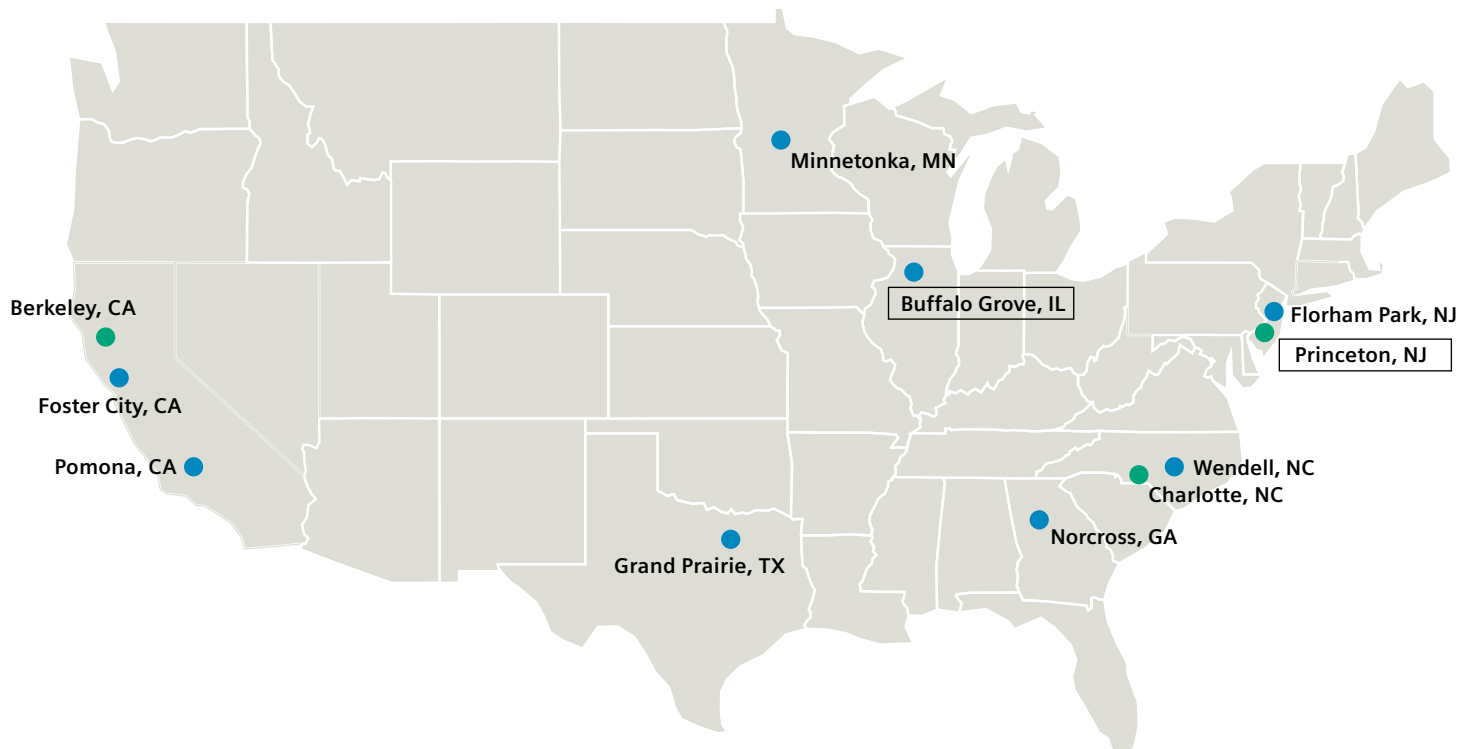 Minnetonka, MN
Buffalo Grove, IL
Berkeley, CA
Florham Park, NJ
Princeton, NJ
Foster City, CA
Pomona, CA
Wendell, NC
Charlotte, NC
Norcross, GA
Grand Prairie, TX